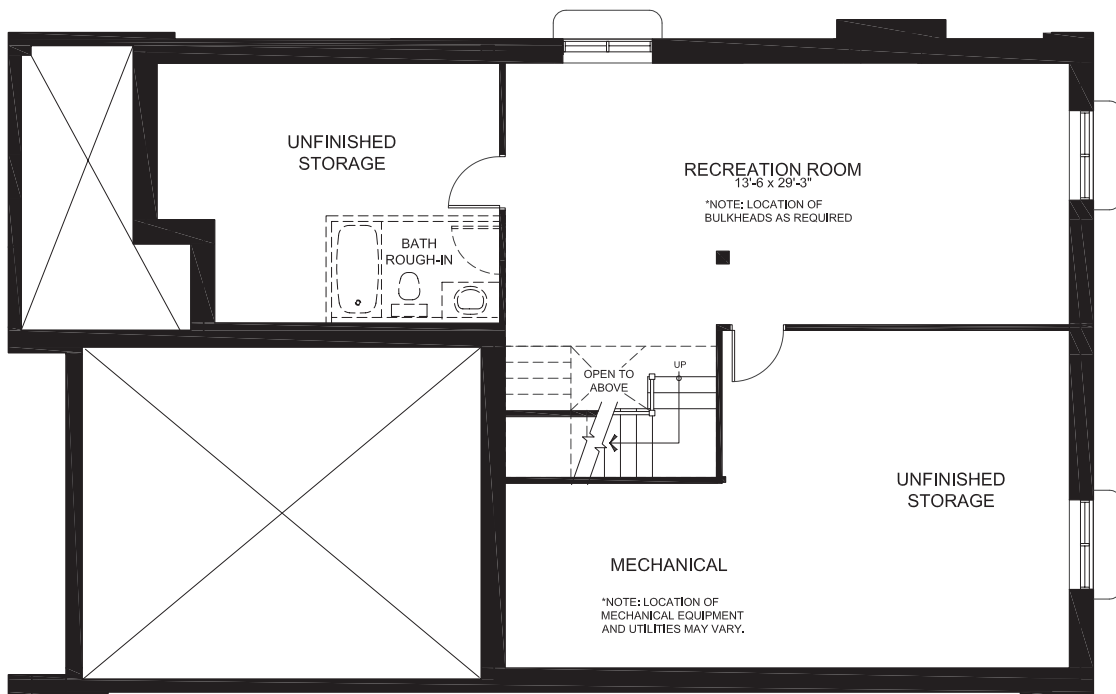 UNFINISHED
STORAGE
RECREATION ROOM
13'-6 x 29'-3"
*NOTE: LOCATION OF
BULKHEADS AS REQUIRED
BATH
ROUGH-IN
OPEN TO
ABOVE
UP
UNFINISHED
STORAGE
MECHANICAL
*NOTE: LOCATION OF
MECHANICAL EQUIPMENT
AND UTILITIES MAY VARY.